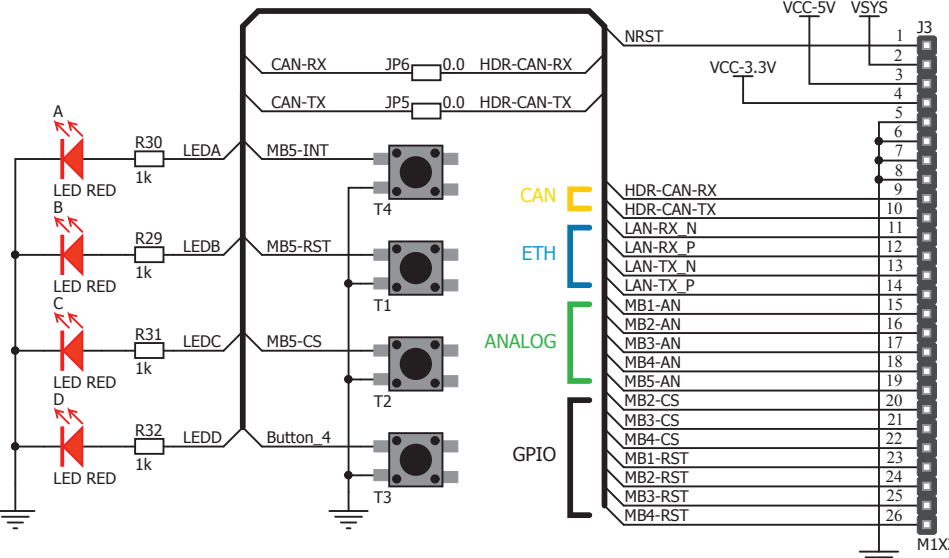 VCC-5V VSYS
J3
NRST 1
2
CAN-RX JP6 0.0 HDR-CAN-RX
VCC-3.3V
3
4
CAN-TX JP5 0.0 HDR-CAN-TX
5
6
7
8
A
R30 LEDA MB5-INT
1k
LED RED
T4
B
R29 LEDB MB5-RST
1k
LED RED
T1
C
R31 LEDC MB5-CS
1k
LED RED
T2
D
R32 LEDD Button_4
1k
LED RED
T3
CAN
ETH
ANALOG
GPIO
HDR-CAN-RX 9
HDR-CAN-TX 10
LAN-RX_N 11
LAN-RX_P 12
LAN-TX_N 13
LAN-TX_P 14
MB1-AN 15
MB2-AN 16
MB3-AN 17
MB4-AN 18
MB5-AN 19
MB2-CS 20
MB3-CS 21
MB4-CS 22
MB1-RST 23
MB2-RST 24
MB3-RST 25
MB4-RST 26